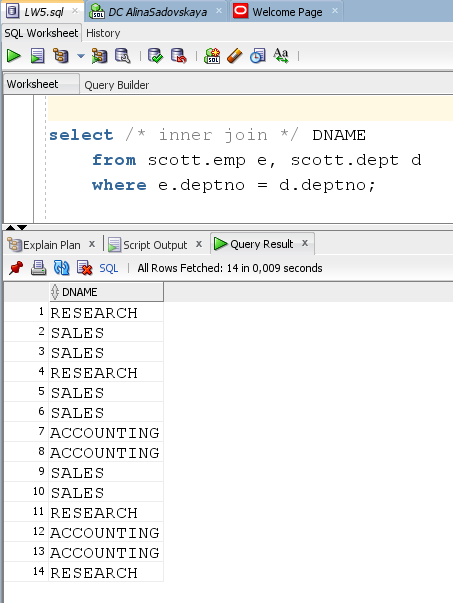 LW5.sql x DC AlinaSadovskaya x Welcome Page x
SQL Worksheet History
Worksheet Query Builder
select /* inner join */ DNAME
from scott.emp e, scott.dept d
where e.deptno = d.deptno;
Explain Plan x Script Output x Query Result x
SQL | All Rows Fetched: 14 in 0,009 seconds
DNAME
1 RESEARCH
2 SALES
3 SALES
4 RESEARCH
5 SALES
6 SALES
7 ACCOUNTING
8 ACCOUNTING
9 SALES
10 SALES
11 RESEARCH
12 ACCOUNTING
13 ACCOUNTING
14 RESEARCH